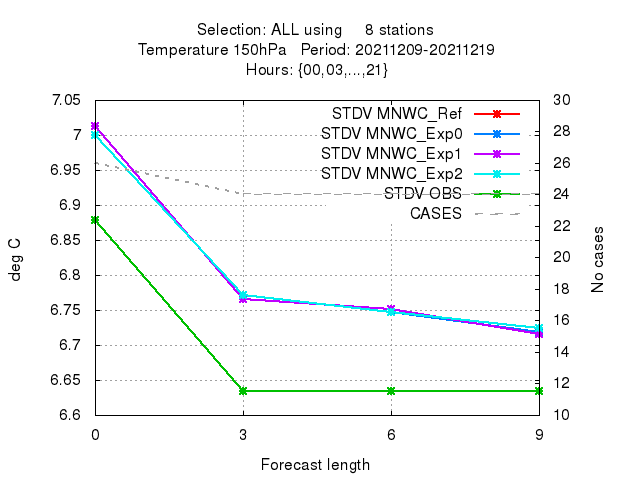 Selection: ALL using 8 stations
Temperature 150hPa Period: 20211209-20211219
Hours: {00,03,...,21}
STDV MNWC_Ref
STDV MNWC_Exp0
STDV MNWC_Exp1
STDV MNWC_Exp2
STDV OBS
CASES
7.05
7
6.95
6.9
6.85
6.8
6.75
6.7
6.65
6.6
deg C
30
28
26
24
22
20
18
16
14
12
10
No cases
0 3 6 9
Forecast length